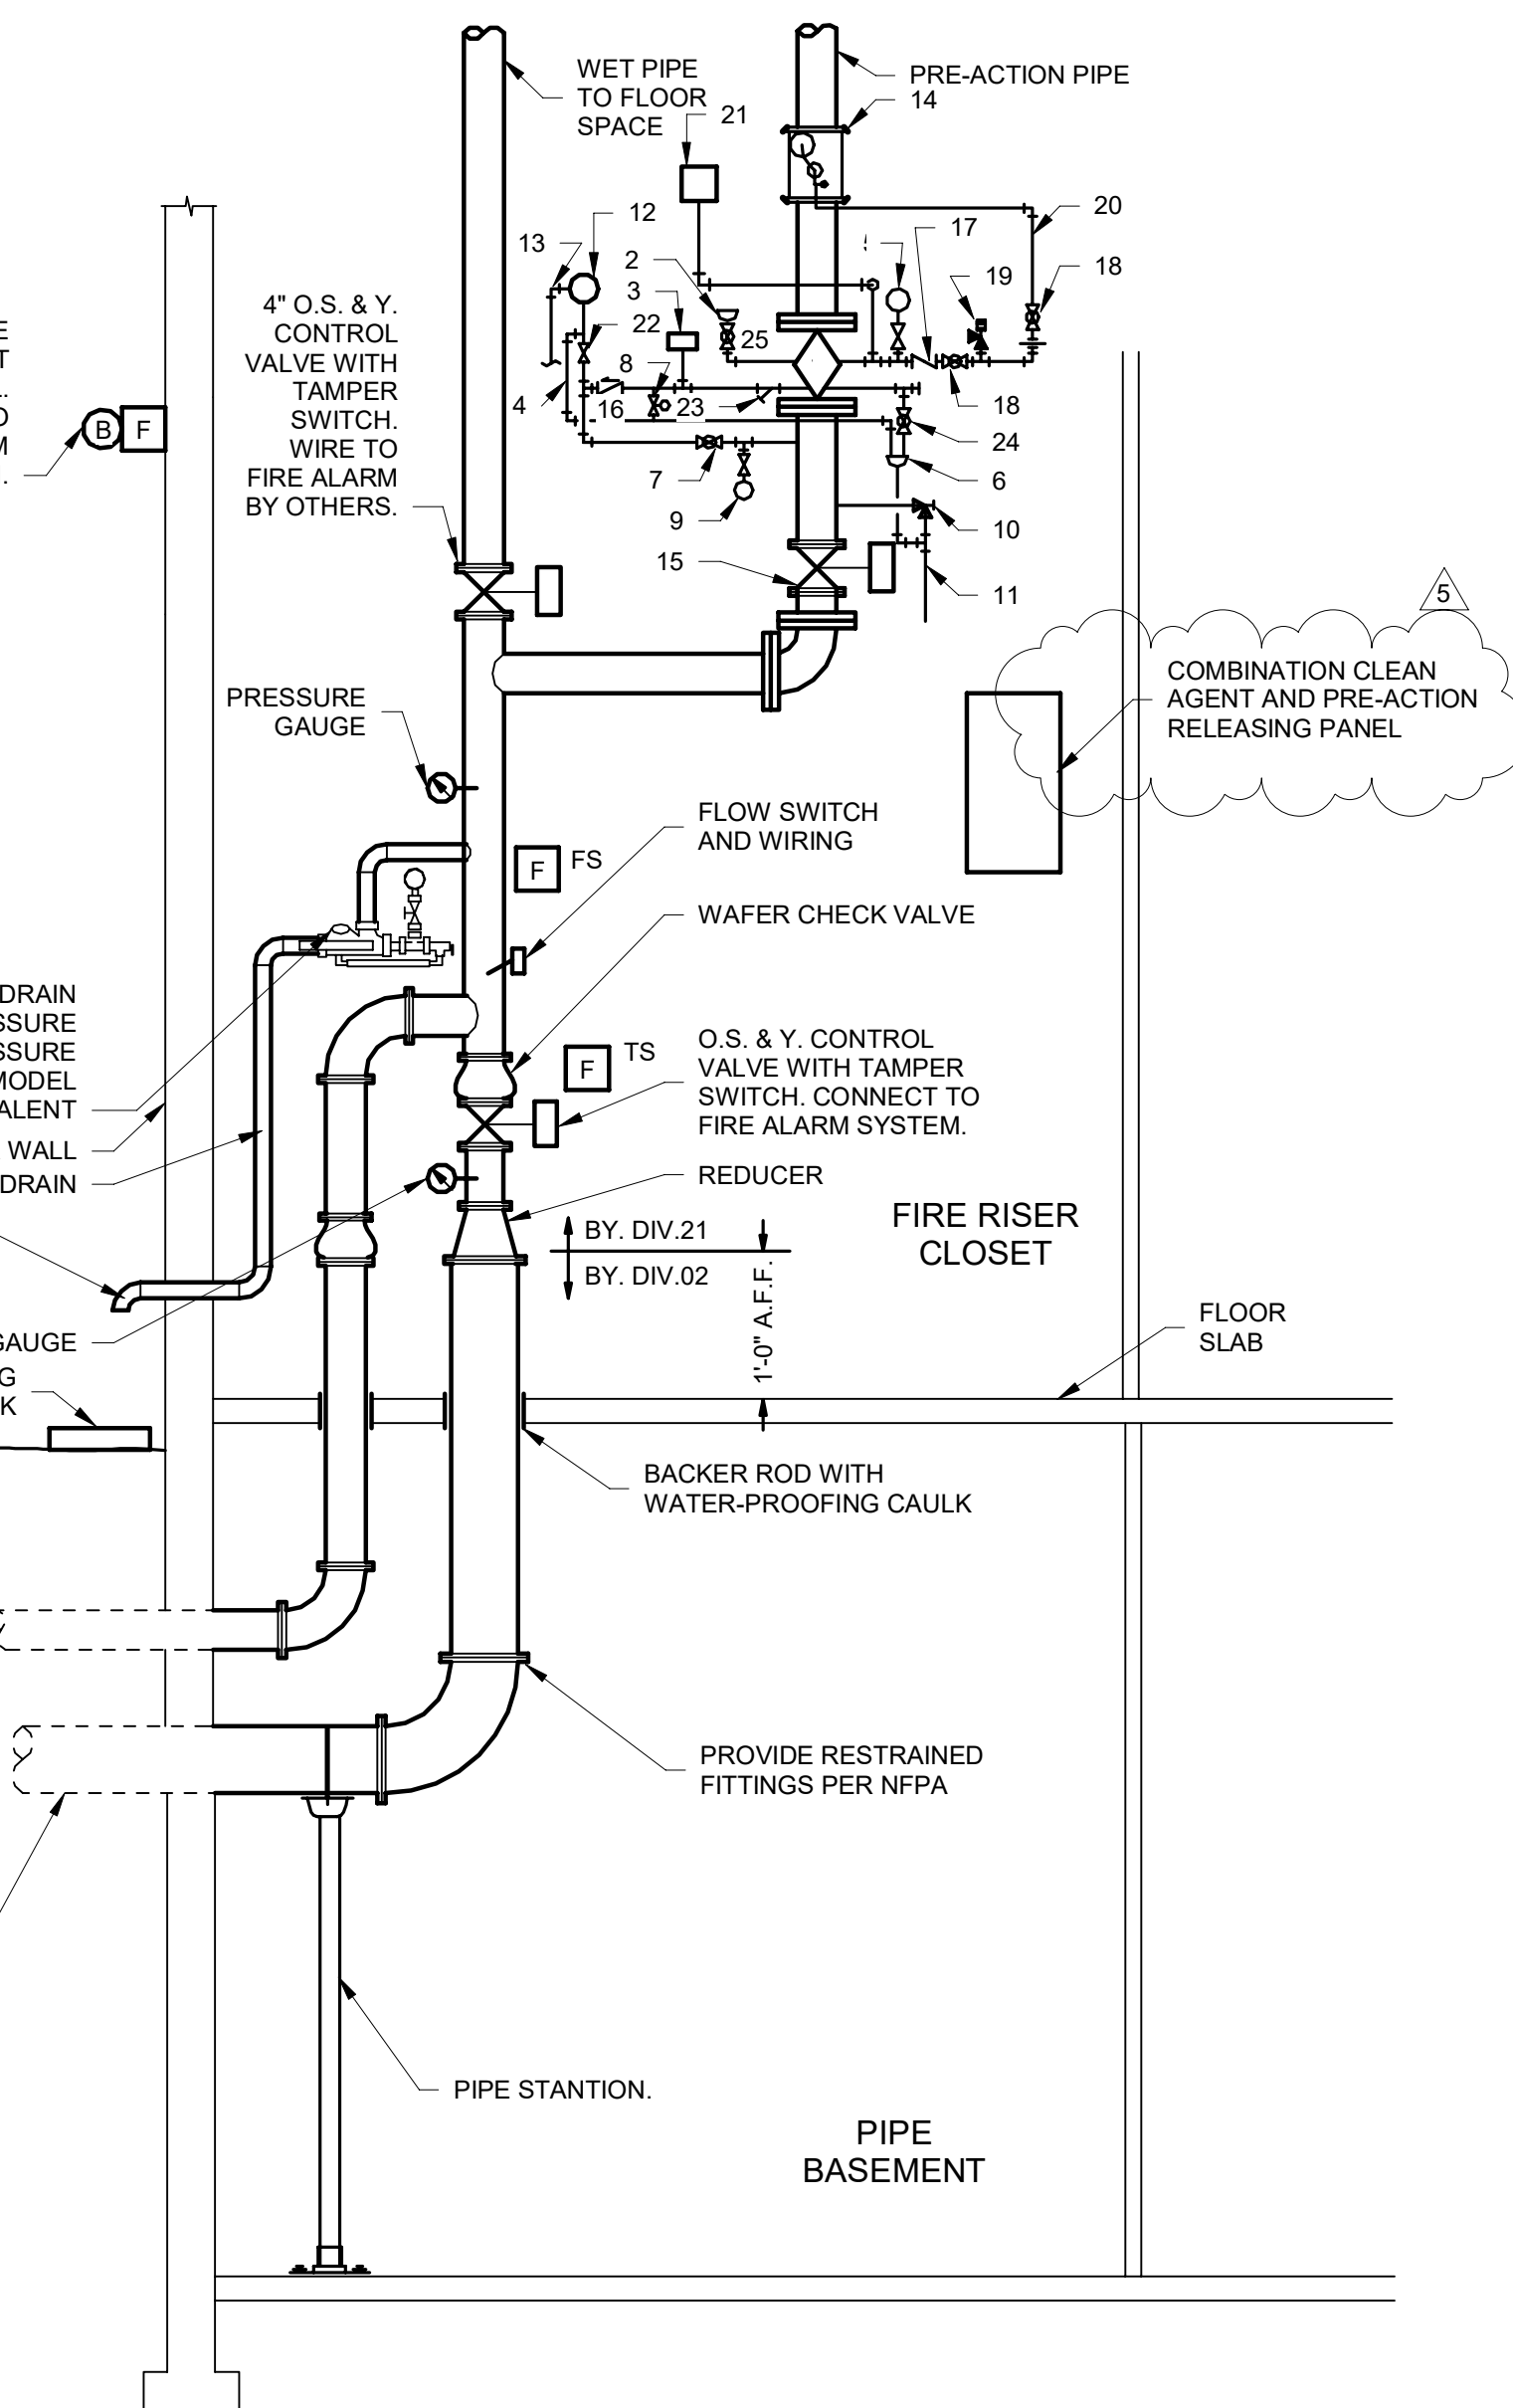 WET PIPE
TO FLOOR
SPACE
21
PRE-ACTION PIPE
14
12
13
2
3
17
20
19
18
4" O.S. & Y.
CONTROL
VALVE WITH
TAMPER
SWITCH.
WIRE TO
FIRE ALARM
BY OTHERS.
22
25
8
4
16
23
18
24
7
6
9
10
15
11
B
F
5
COMBINATION CLEAN
AGENT AND PRE-ACTION
RELEASING PANEL
PRESSURE
GAUGE
FLOW SWITCH
AND WIRING
F
FS
WAFER CHECK VALVE
DRAIN
SSURE
SSURE
MODEL
ALENT
WALL
DRAIN
F
TS
O.S. & Y. CONTROL
VALVE WITH TAMPER
SWITCH. CONNECT TO
FIRE ALARM SYSTEM.
REDUCER
BY. DIV.21
BY. DIV.02
1'-0" A.F.F.
FIRE RISER
CLOSET
GAUGE
FLOOR
SLAB
BACKER ROD WITH
WATER-PROOFING CAULK
PROVIDE RESTRAINED
FITTINGS PER NFPA
PIPE STANTION.
PIPE
BASEMENT